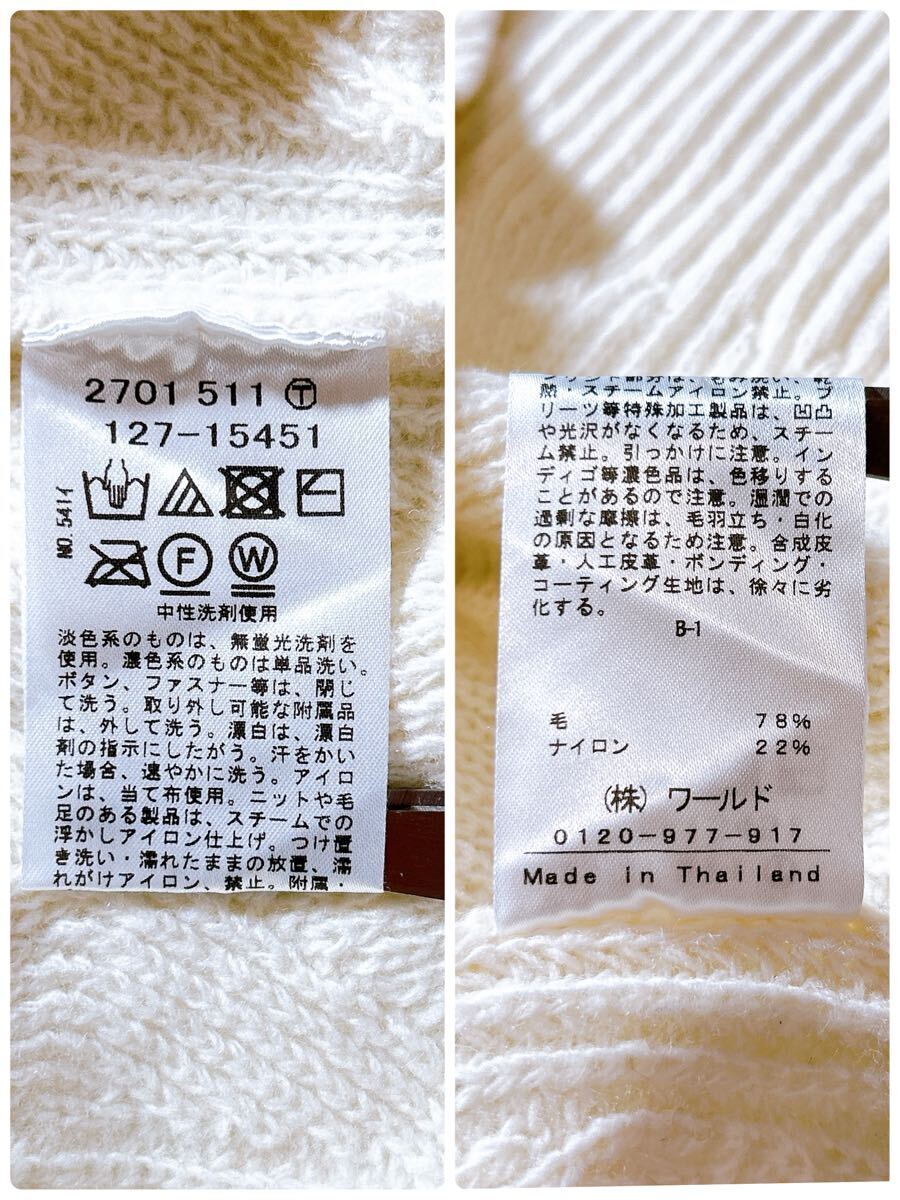 2701 511 Ⓣ
127-15451
NO. 541イ
F W
中性洗剤使用
淡色系のものは、無蛍光洗剤を
使用。濃色系のものは単品洗い。
ボタン、ファスナー等は、閉じ
て洗う。取り外し可能な附属品
は、外して洗う。漂白は、漂白
剤の指示にしたがう。汗をかい
た場合、速やかに洗う。アイロ
ンは、当て布使用。ニットや毛
足のある製品は、スチームでの
浮かしアイロン仕上げ。つけ置
き洗い・濡れたままの放置、濡
れがけアイロン、禁止。附属・
プリント部分は、もみ洗い、乾
熱・スチームアイロン禁止。プ
リーツ等特殊加工製品は、凹凸
や光沢がなくなるため、スチー
ム禁止。引っかけに注意。イン
ディゴ等濃色品は、色移りする
ことがあるので注意。湿潤での
過剰な摩擦は、毛羽立ち・白化
の原因となるため注意。合成皮
革・人工皮革・ボンディング・
コーティング生地は、徐々に劣
化する。
B-1
毛 78%
ナイロン 22%
(株) ワールド
0120-977-917
Made in Thailand